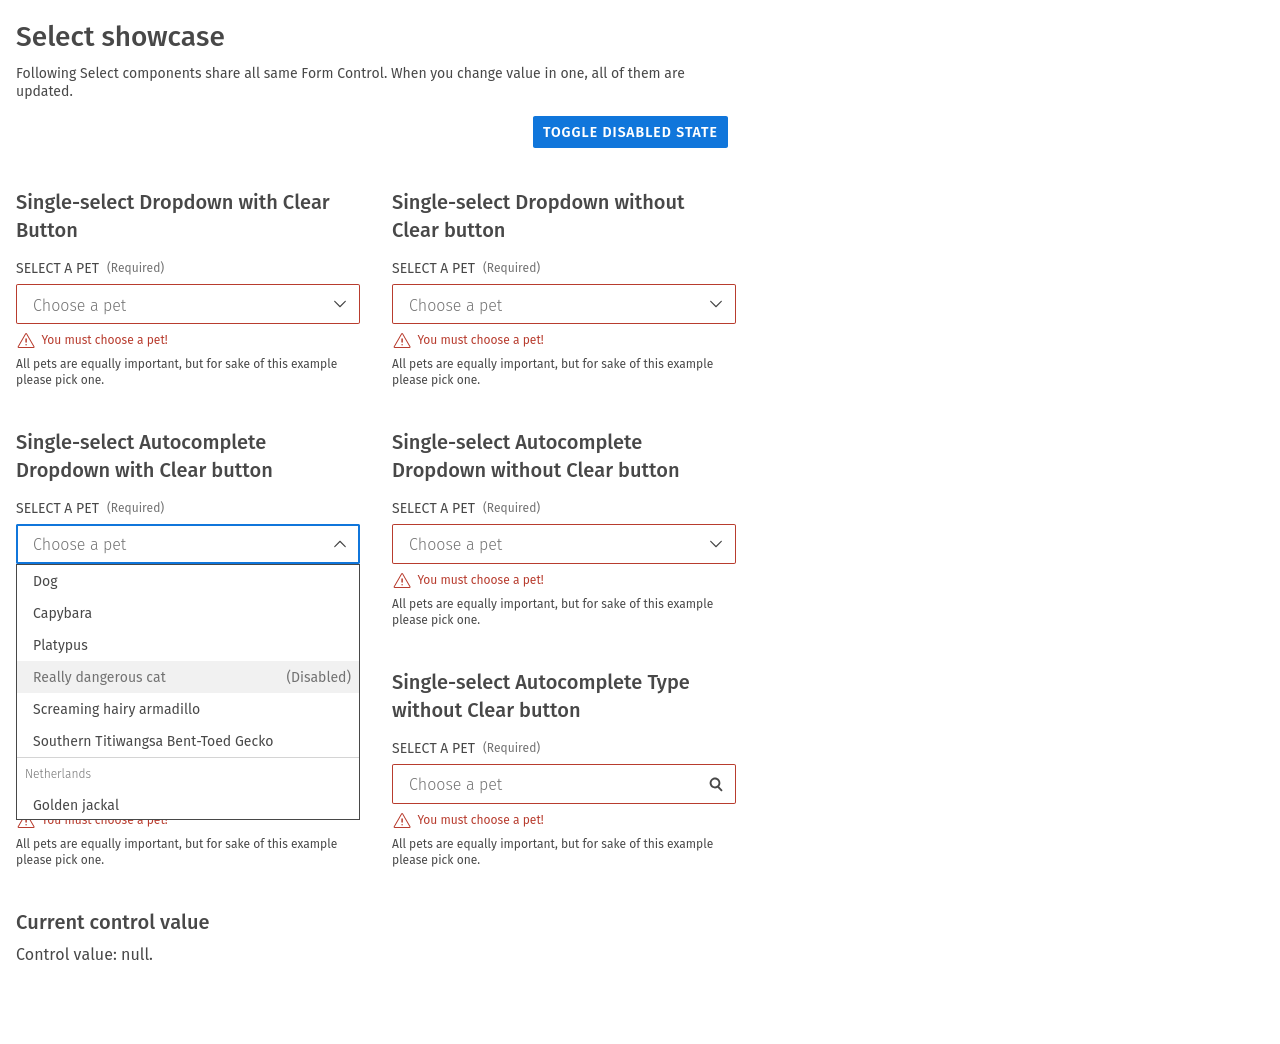 Select showcase
Following Select components share all same Form Control. When you change value in one, all of them are
updated.
TOGGLE DISABLED STATE
Single-select Dropdown with Clear
Button
SELECT A PET (Required)
Choose a pet
You must choose a pet!
All pets are equally important, but for sake of this example
please pick one.
Single-select Dropdown without
Clear button
SELECT A PET (Required)
Choose a pet
You must choose a pet!
All pets are equally important, but for sake of this example
please pick one.
Single-select Autocomplete
Dropdown with Clear button
SELECT A PET (Required)
Choose a pet
Dog
Capybara
Platypus
Really dangerous cat (Disabled)
Screaming hairy armadillo
Southern Titiwangsa Bent-Toed Gecko
Netherlands
Golden jackal
You must choose a pet!
All pets are equally important, but for sake of this example
please pick one.
Single-select Autocomplete
Dropdown without Clear button
SELECT A PET (Required)
Choose a pet
You must choose a pet!
All pets are equally important, but for sake of this example
please pick one.
Single-select Autocomplete Type
without Clear button
SELECT A PET (Required)
Choose a pet
You must choose a pet!
All pets are equally important, but for sake of this example
please pick one.
Current control value
Control value: null.